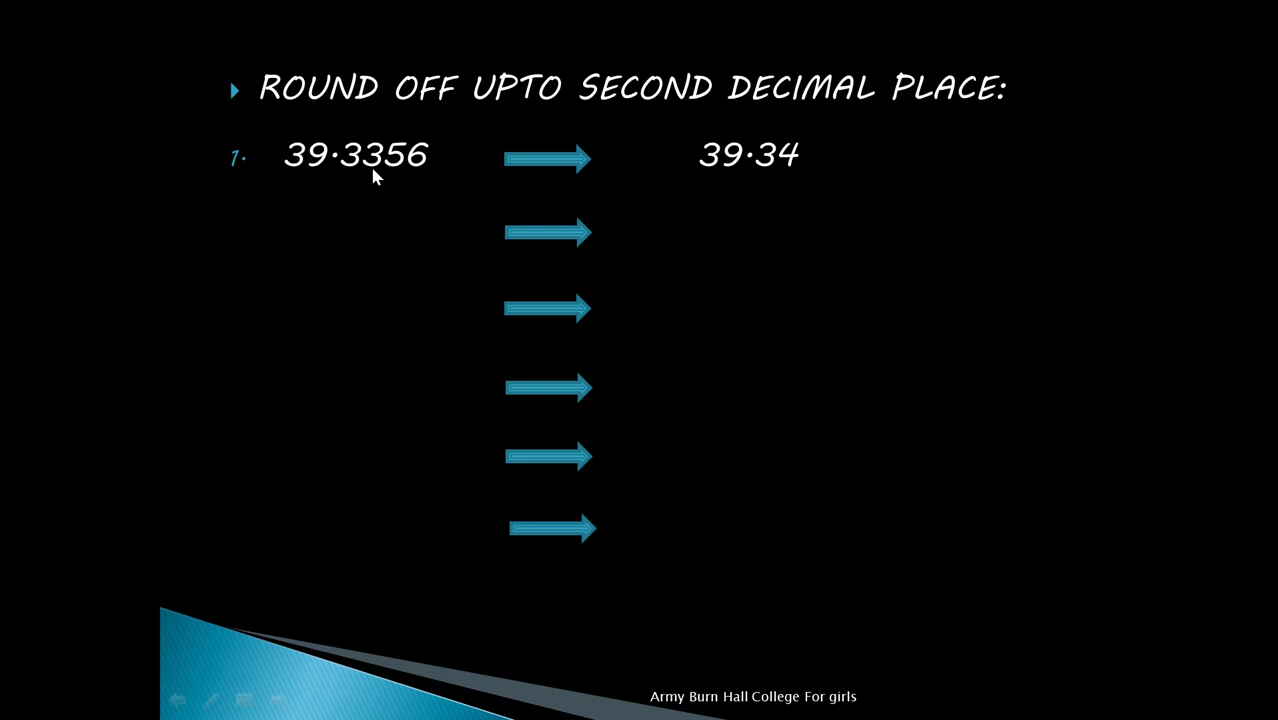 ROUND OFF UPTO SECOND DECIMAL PLACE:
1. 39.3356 39.34
Army Burn Hall College For girls